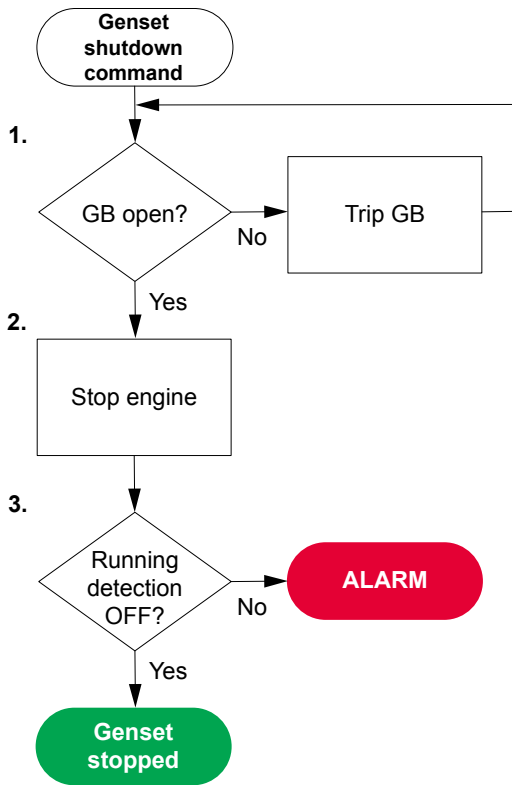 Genset
shutdown
command
1.
GB open?
No
Trip GB
Yes
2.
Stop engine
3.
Running
detection
OFF?
No
ALARM
Yes
Genset
stopped